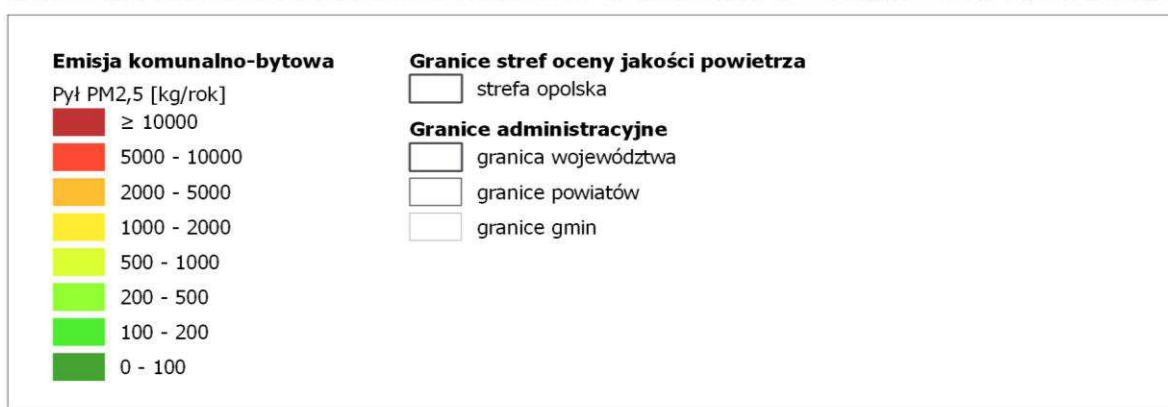 Emisja komunalno-bytowa
Pył PM2,5 [kg/rok]
≥ 10000
5000 - 10000
2000 - 5000
1000 - 2000
500 - 1000
200 - 500
100 - 200
0 - 100
Granice stref oceny jakości powietrza
strefa opolska
Granice administracyjne
granica województwa
granice powiatów
granice gmin